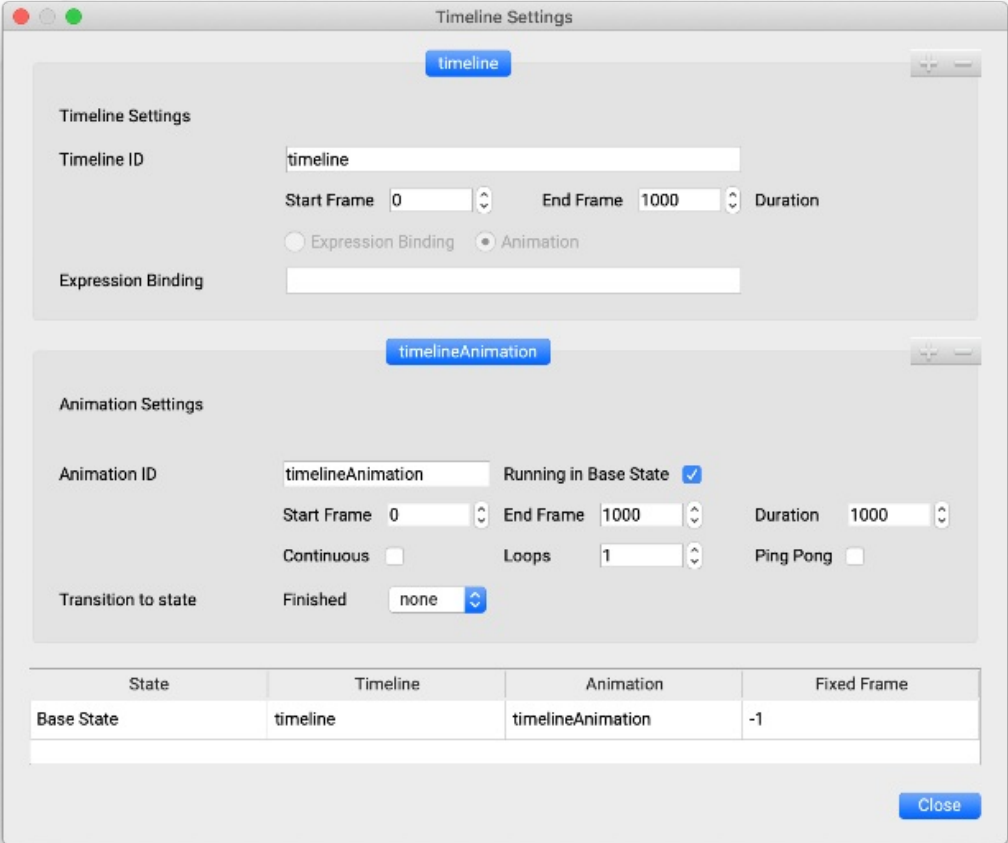 Timeline Settings
timeline
Timeline Settings
Timeline ID timeline
Start Frame 0 End Frame 1000 Duration
Expression Binding Animation
Expression Binding
timelineAnimation
Animation Settings
Animation ID timelineAnimation Running in Base State
Start Frame 0 End Frame 1000 Duration 1000
Continuous Loops 1 Ping Pong
Transition to state Finished none
State Timeline Animation Fixed Frame
Base State timeline timelineAnimation -1
Close